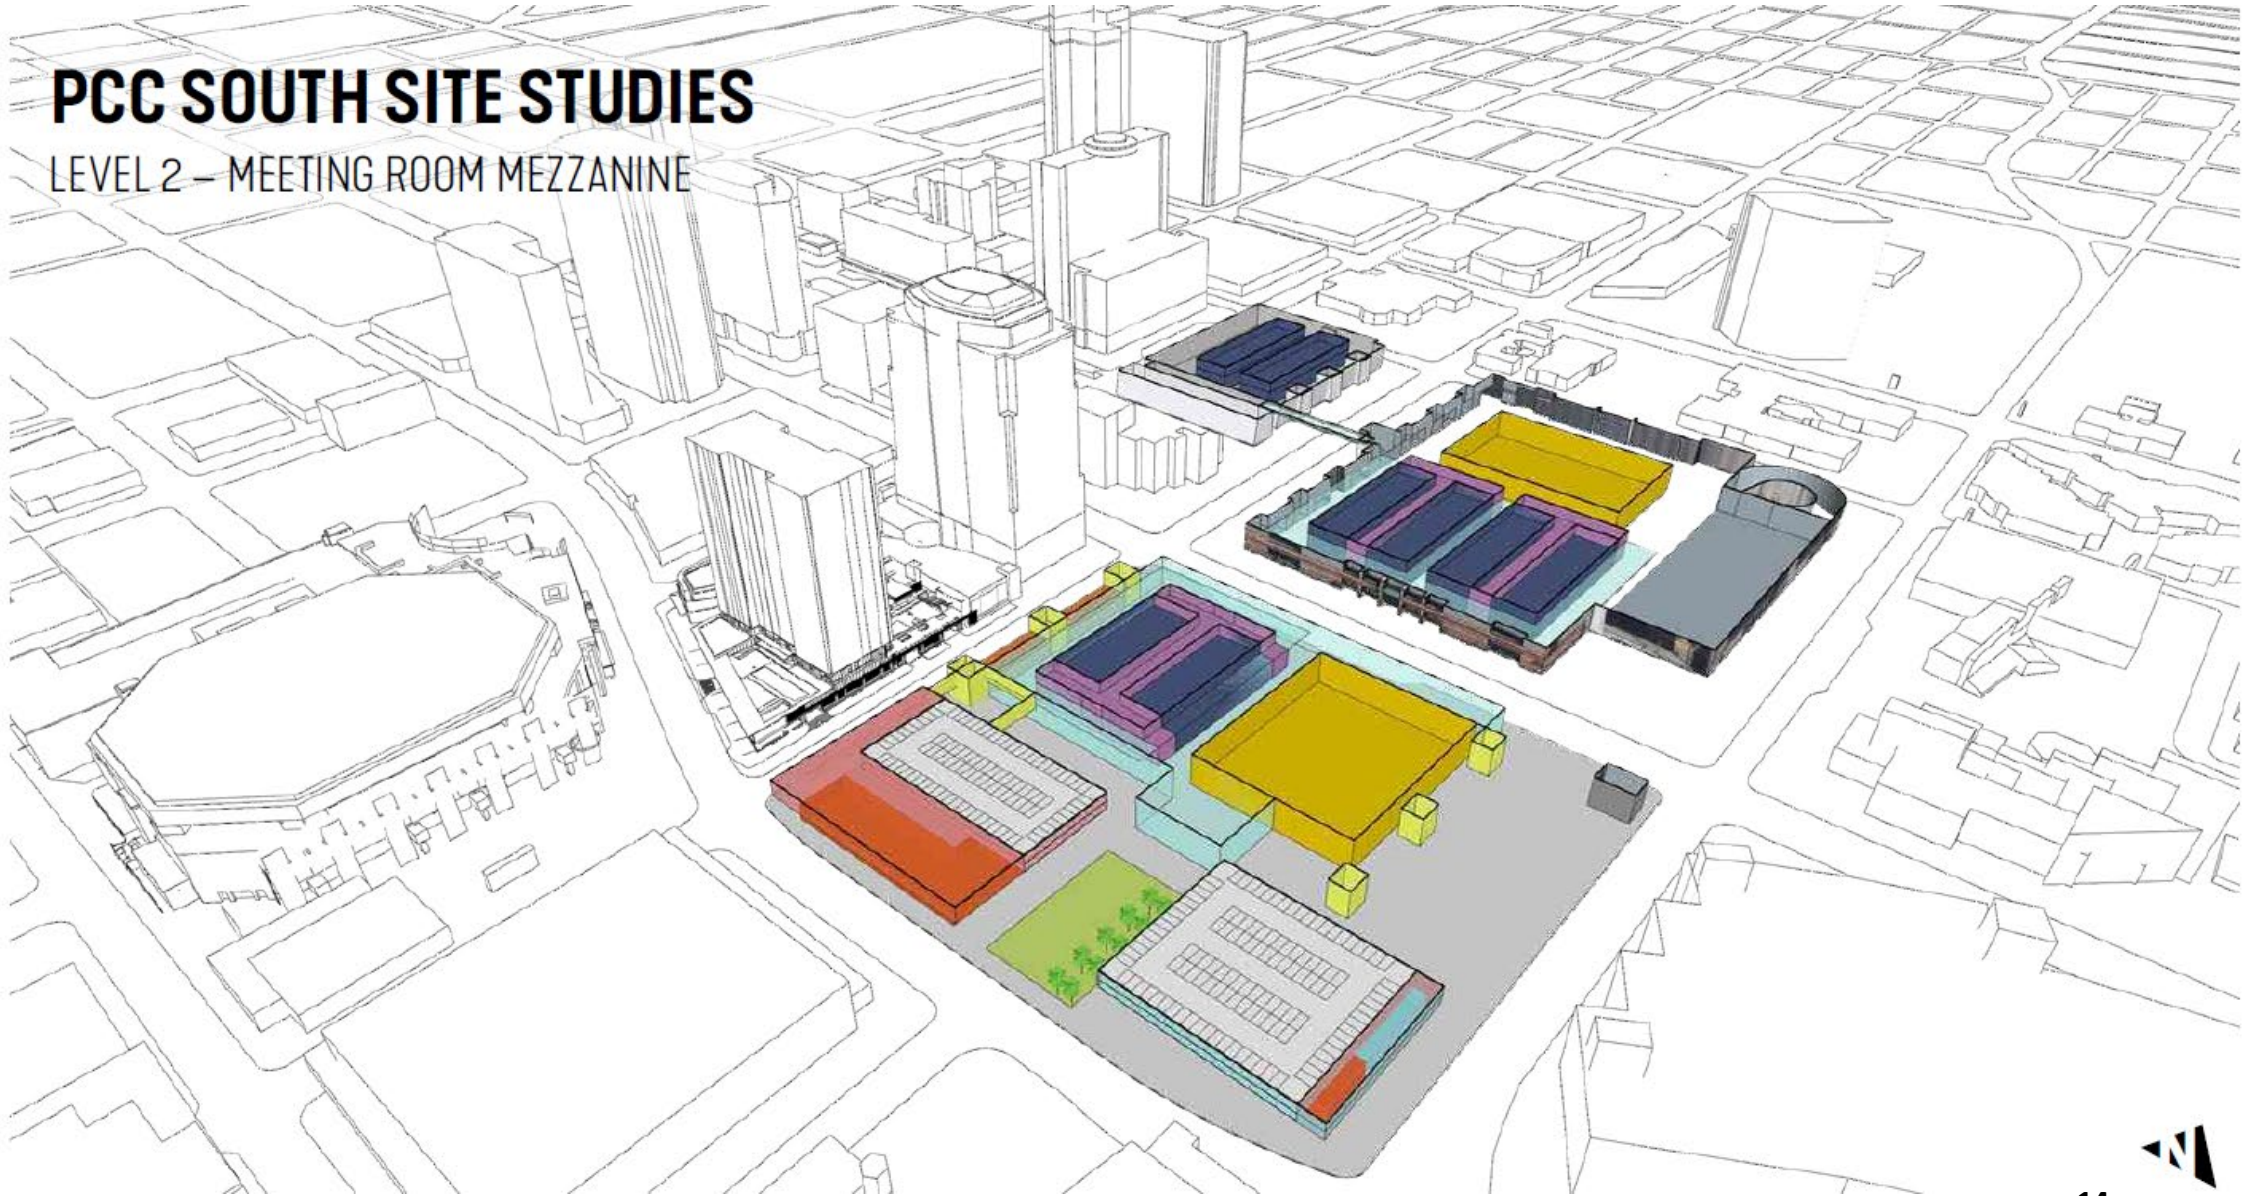 PCC SOUTH SITE STUDIES
LEVEL 2 – MEETING ROOM MEZZANINE
N